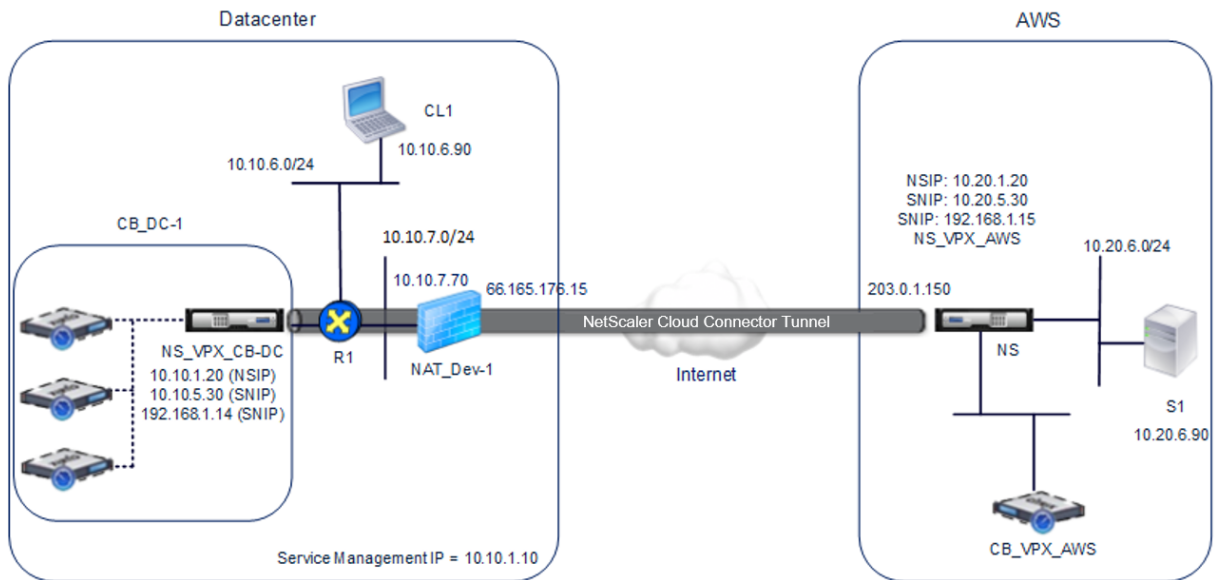 Datacenter
AWS
CL1
10.10.6.90
10.10.6.0/24
CB_DC-1
10.10.7.0/24
10.10.7.70
66.165.176.15
NetScaler Cloud Connector Tunnel
203.0.1.150
NSIP: 10.20.1.20
SNIP: 10.20.5.30
SNIP: 192.168.1.15
NS_VPX_AWS
10.20.6.0/24
NS_VPX_CB-DC
10.10.1.20 (NSIP)
10.10.5.30 (SNIP)
192.168.1.14 (SNIP)
R1
NAT_Dev-1
Internet
NS
S1
10.20.6.90
CB_VPX_AWS
Service Management IP = 10.10.1.10